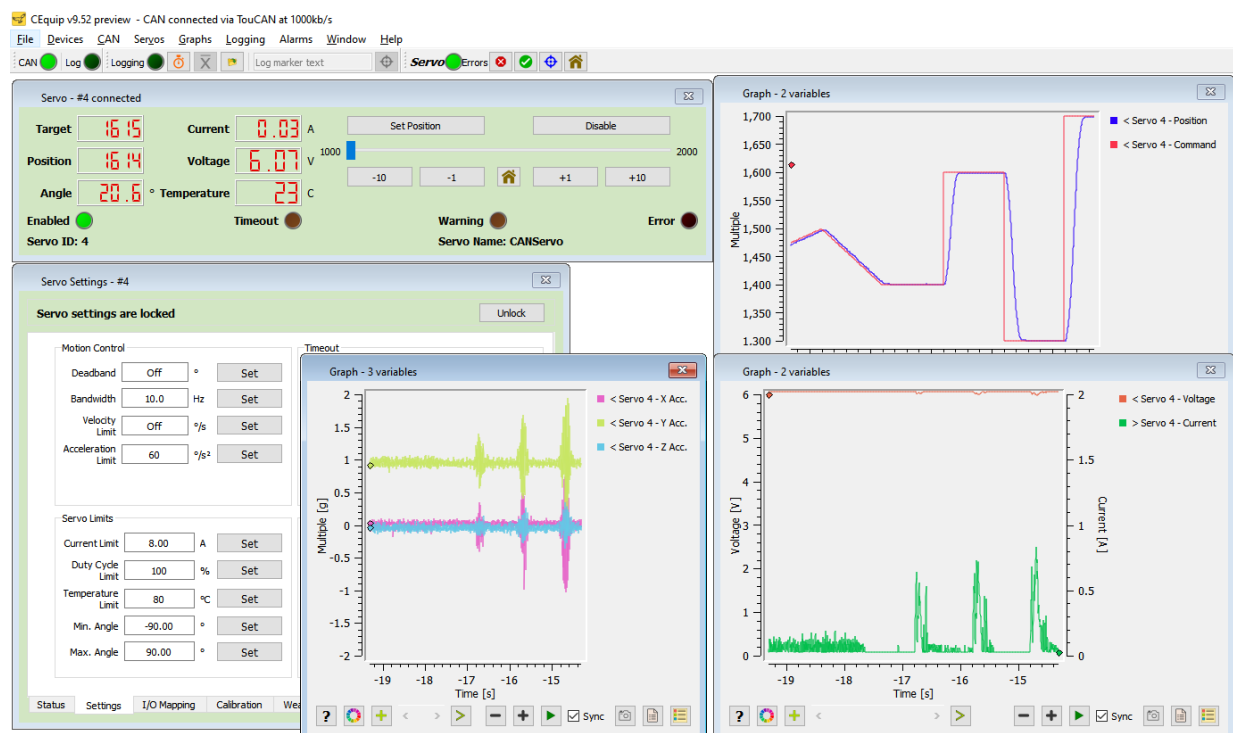 CEquip v9.52 preview - CAN connected via TouCAN at 1000kb/s
File Devices CAN Servos Graphs Logging Alarms Window Help
CAN Log Logging Log marker text Servo Errors
Servo - #4 connected
Target 1615 Current 0.03 A Set Position Disable
Position 1614 Voltage 6.07 V 1000 2000
-10 -1 +1 +10
Angle 20.6 ° Temperature 23 C
Enabled Timeout Warning Error
Servo ID: 4 Servo Name: CANServo
Graph - 2 variables
1,700
1,650
1,600
1,550
1,500
1,450
1,400
1,350
1,300
Multiple
< Servo 4 - Position
< Servo 4 - Command
Servo Settings - #4
Servo settings are locked Unlock
Motion Control
Deadband Off ° Set
Bandwidth 10.0 Hz Set
Velocity Limit Off °/s Set
Acceleration Limit 60 °/s² Set
Timeout
Servo Limits
Current Limit 8.00 A Set
Duty Cycle Limit 100 % Set
Temperature Limit 80 °C Set
Min. Angle -90.00 ° Set
Max. Angle 90.00 ° Set
Status Settings I/O Mapping Calibration
Graph - 3 variables
2
1.5
1
0.5
0
-0.5
-1
-1.5
-2
Multiple [g]
< Servo 4 - X Acc.
< Servo 4 - Y Acc.
< Servo 4 - Z Acc.
-19 -18 -17 -16 -15
Time [s]
? < > > Sync
Graph - 2 variables
6
5
4
3
2
1
0
Voltage [V]
2
1.5
1
0.5
0
Current [A]
< Servo 4 - Voltage
> Servo 4 - Current
-19 -18 -17 -16 -15
Time [s]
? < > > Sync